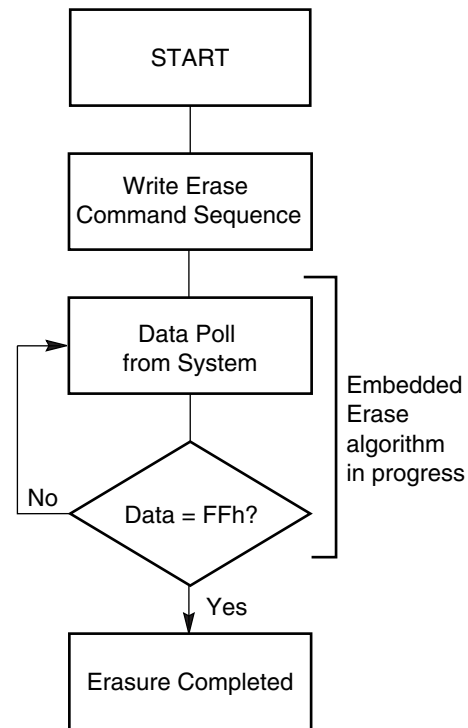 START
Write Erase
Command Sequence
Data Poll
from System
Embedded
Erase
algorithm
in progress
No
Data = FFh?
Yes
Erasure Completed